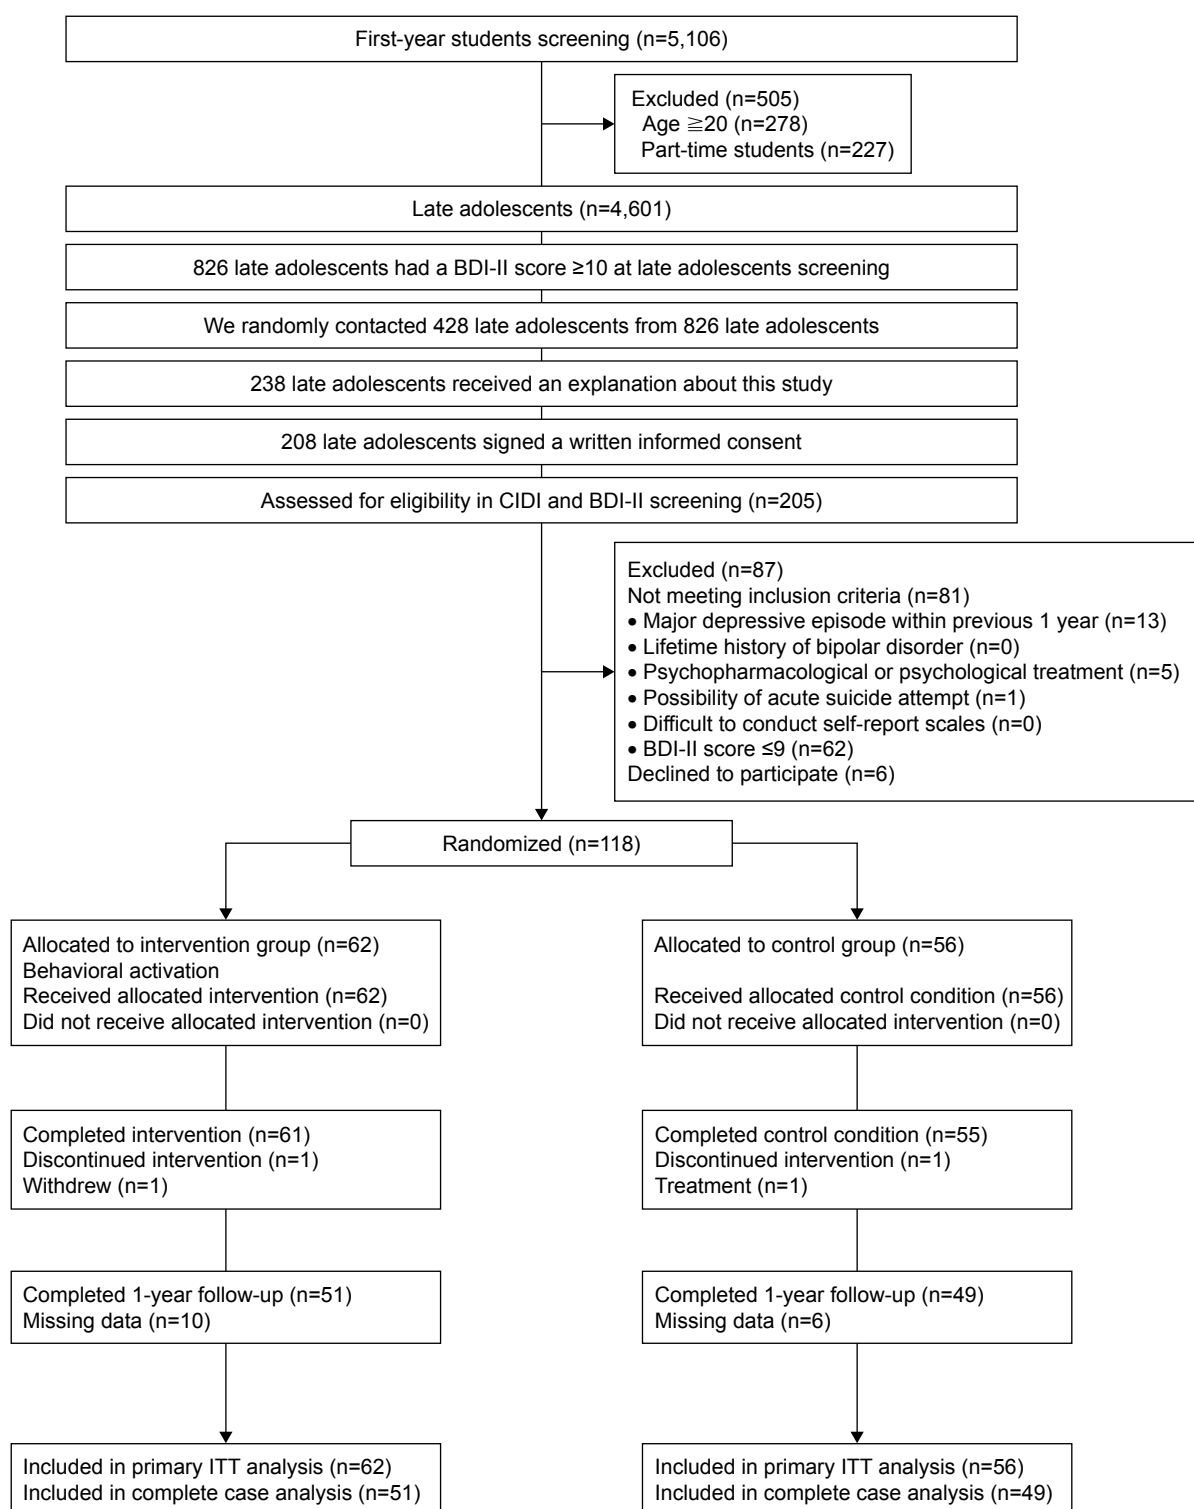 First-year students screening (n=5,106)
Excluded (n=505)
Age ≧20 (n=278)
Part-time students (n=227)
Late adolescents (n=4,601)
826 late adolescents had a BDI-II score ≥10 at late adolescents screening
We randomly contacted 428 late adolescents from 826 late adolescents
238 late adolescents received an explanation about this study
208 late adolescents signed a written informed consent
Assessed for eligibility in CIDI and BDI-II screening (n=205)
Excluded (n=87)
Not meeting inclusion criteria (n=81)
• Major depressive episode within previous 1 year (n=13)
• Lifetime history of bipolar disorder (n=0)
• Psychopharmacological or psychological treatment (n=5)
• Possibility of acute suicide attempt (n=1)
• Difficult to conduct self-report scales (n=0)
• BDI-II score ≤9 (n=62)
Declined to participate (n=6)
Randomized (n=118)
Allocated to intervention group (n=62)
Behavioral activation
Received allocated intervention (n=62)
Did not receive allocated intervention (n=0)
Allocated to control group (n=56)
Received allocated control condition (n=56)
Did not receive allocated intervention (n=0)
Completed intervention (n=61)
Discontinued intervention (n=1)
Withdrew (n=1)
Completed control condition (n=55)
Discontinued intervention (n=1)
Treatment (n=1)
Completed 1-year follow-up (n=51)
Missing data (n=10)
Completed 1-year follow-up (n=49)
Missing data (n=6)
Included in primary ITT analysis (n=62)
Included in complete case analysis (n=51)
Included in primary ITT analysis (n=56)
Included in complete case analysis (n=49)